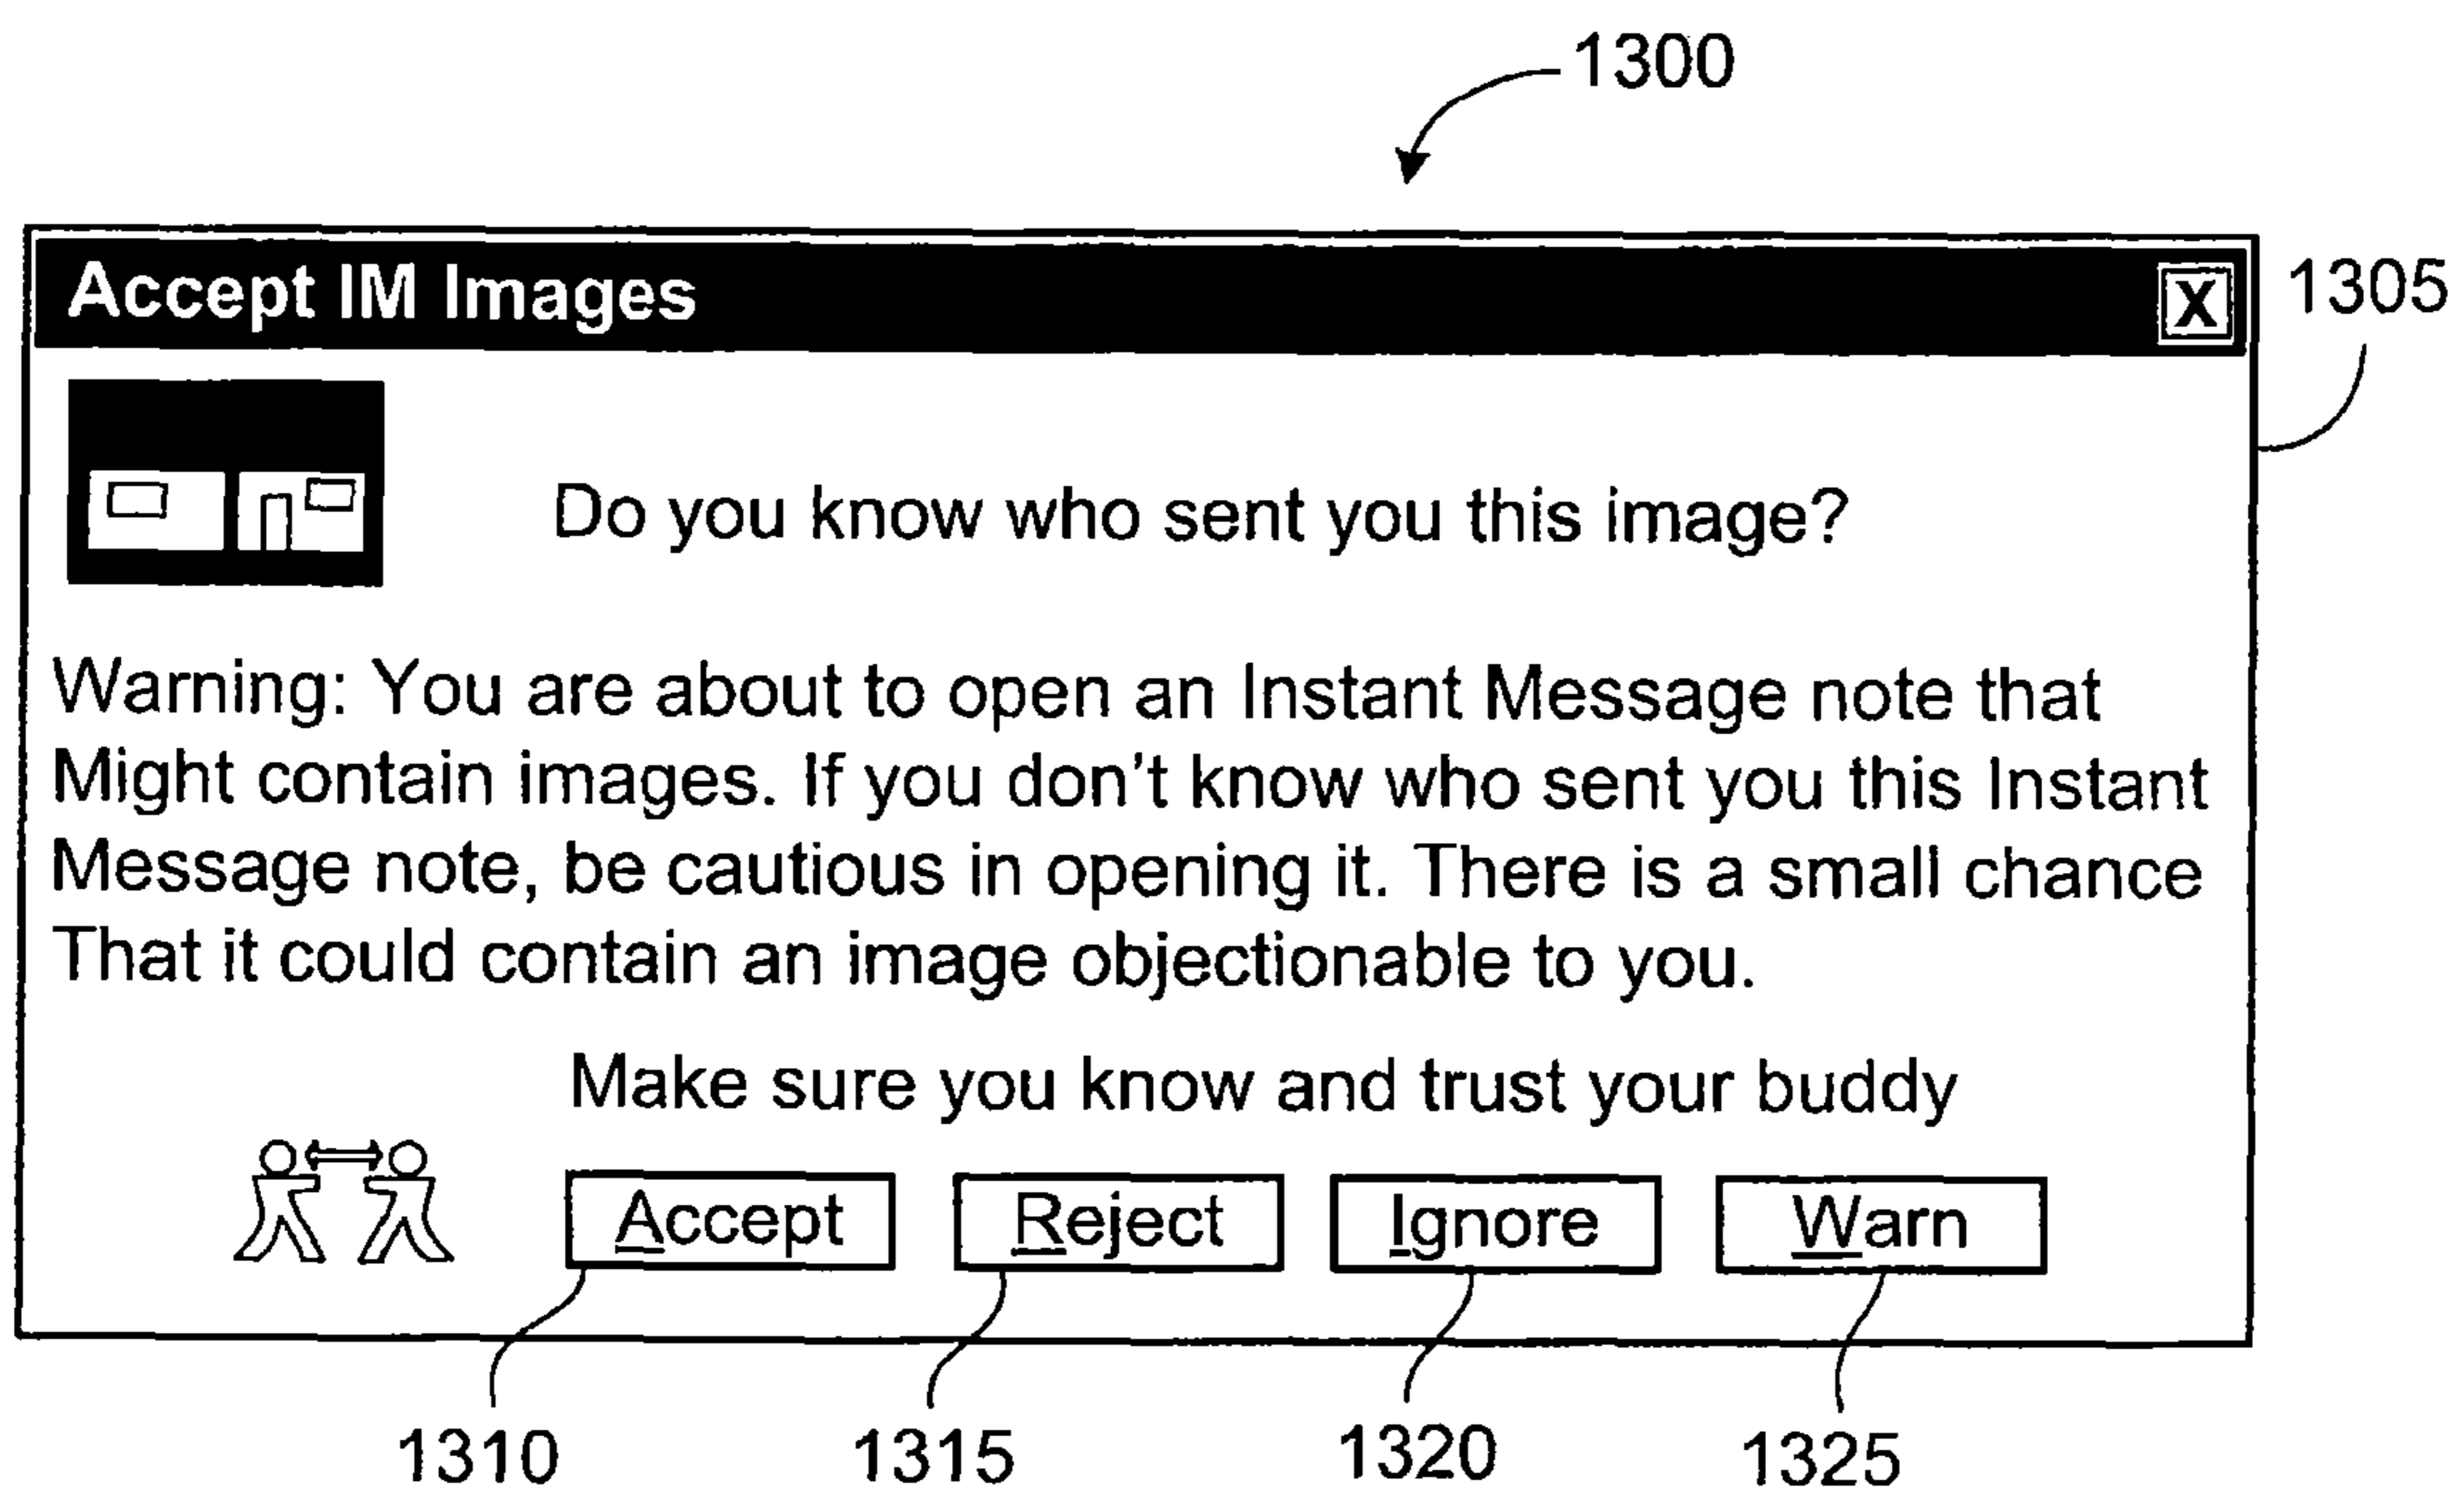 1300
Accept IM Images
X
1305
Do you know who sent you this image?
Warning: You are about to open an Instant Message note that
Might contain images. If you don't know who sent you this Instant
Message note, be cautious in opening it. There is a small chance
That it could contain an image objectionable to you.
Make sure you know and trust your buddy
Accept Reject Ignore Warn
1310 1315 1320 1325